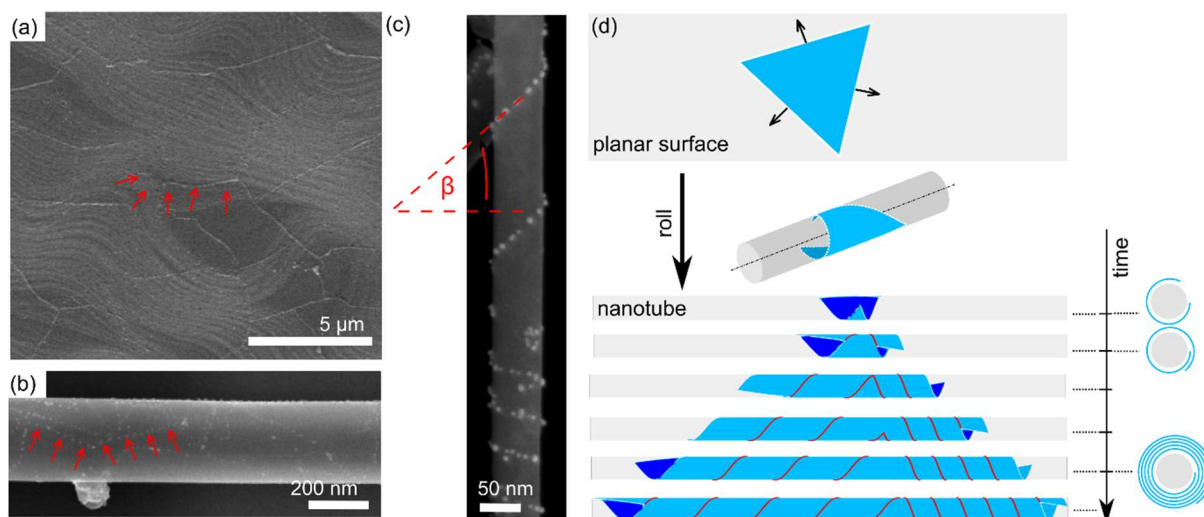 (a)
5 µm
(b)
200 nm
(c)
β
50 nm
(d)
planar surface
roll
nanotube
time